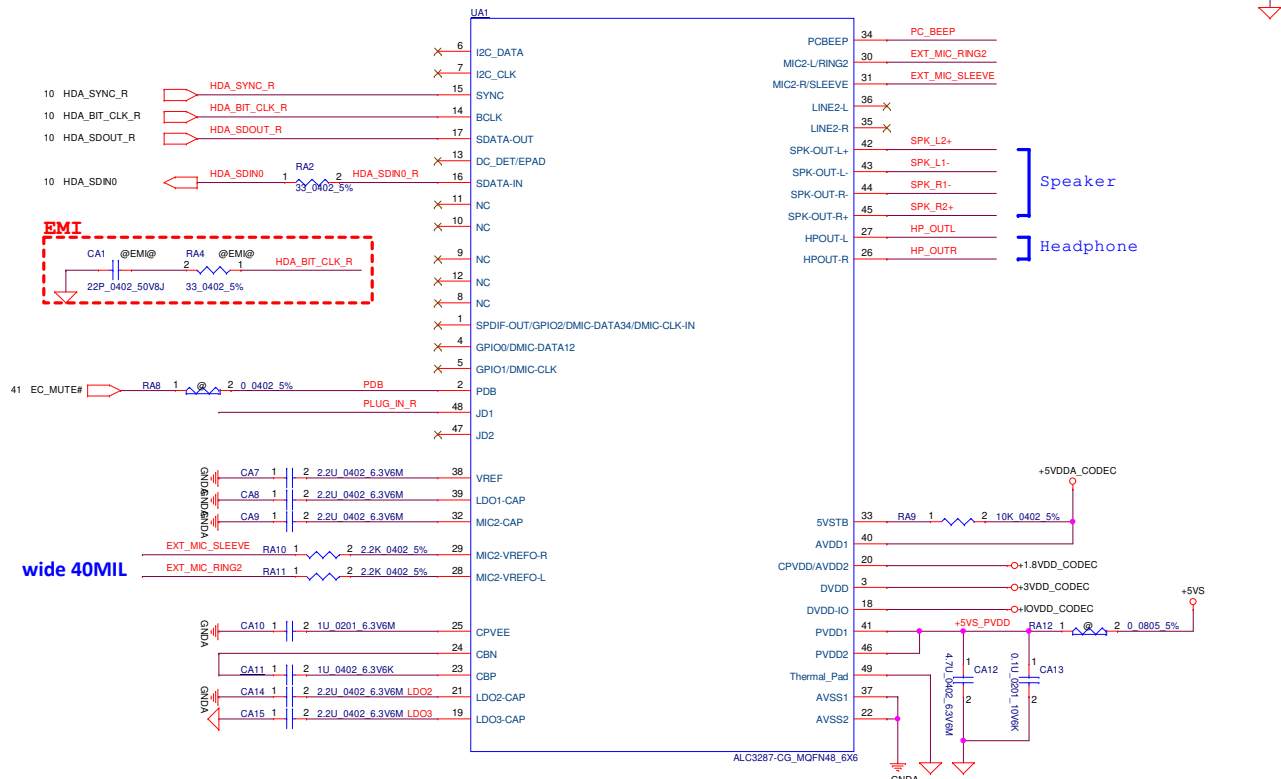 UA1
6 I2C_DATA
7 I2C_CLK
10 HDA_SYNC_R HDA_SYNC_R 15 SYNC
10 HDA_BIT_CLK_R HDA_BIT_CLK_R 14 BCLK
10 HDA_SDOUT_R HDA_SDOUT_R 17 SDATA-OUT
13 DC_DET/EPAD
RA2
10 HDA_SDIN0 HDA_SDIN0 1 2 HDA_SDIN0_R 16 SDATA-IN
33_0402_5%
11 NC
10 NC
EMI
CA1 @EMI@ RA4 @EMI@
2 1 HDA_BIT_CLK_R
22P_0402_50V8J 33_0402_5%
9 NC
12 NC
8 NC
1 SPDIF-OUT/GPIO2/DMIC-DATA34/DMIC-CLK-IN
4 GPIO0/DMIC-DATA12
5 GPIO1/DMIC-CLK
41 EC_MUTE# RA8 1 @ 2 0_0402_5% PDB 2 PDB
PLUG_IN_R 48 JD1
47 JD2
GNDA CA7 1 2 2.2U_0402_6.3V6M 38 VREF
GNDA CA8 1 2 2.2U_0402_6.3V6M 39 LDO1-CAP
GNDA CA9 1 2 2.2U_0402_6.3V6M 32 MIC2-CAP
wide 40MIL
EXT_MIC_SLEEVE RA10 1 2 2.2K_0402_5% 29 MIC2-VREFO-R
EXT_MIC_RING2 RA11 1 2 2.2K_0402_5% 28 MIC2-VREFO-L
GNDA CA10 1 2 1U_0201_6.3V6M 25 CPVEE
24 CBN
CA11 1 2 1U_0402_6.3V6K 23 CBP
GNDA CA14 1 2 2.2U_0402_6.3V6M LDO2 21 LDO2-CAP
CA15 1 2 2.2U_0402_6.3V6M LDO3 19 LDO3-CAP
PCBEEP 34 PC_BEEP
MIC2-L/RING2 30 EXT_MIC_RING2
MIC2-R/SLEEVE 31 EXT_MIC_SLEEVE
LINE2-L 36
LINE2-R 35
SPK-OUT-L+ 42 SPK_L2+
SPK-OUT-L- 43 SPK_L1-
SPK-OUT-R- 44 SPK_R1-
SPK-OUT-R+ 45 SPK_R2+
Speaker
HPOUT-L 27 HP_OUTL
HPOUT-R 26 HP_OUTR
Headphone
+5VDDA_CODEC
5VSTB 33 RA9 1 2 10K_0402_5%
AVDD1 40
CPVDD/AVDD2 20 +1.8VDD_CODEC
DVDD 3 +3VDD_CODEC
DVDD-IO 18 +IOVDD_CODEC
+5VS
PVDD1 41 +5VS_PVDD RA12 1 @ 2 0_0805_5%
PVDD2 46
Thermal_Pad 49
AVSS1 37
AVSS2 22
1 CA12 2 4.7U_0402_6.3V6M
1 CA13 2 0.1U_0201_10V6K
GNDA
ALC3287-CG_MQFN48_6X6